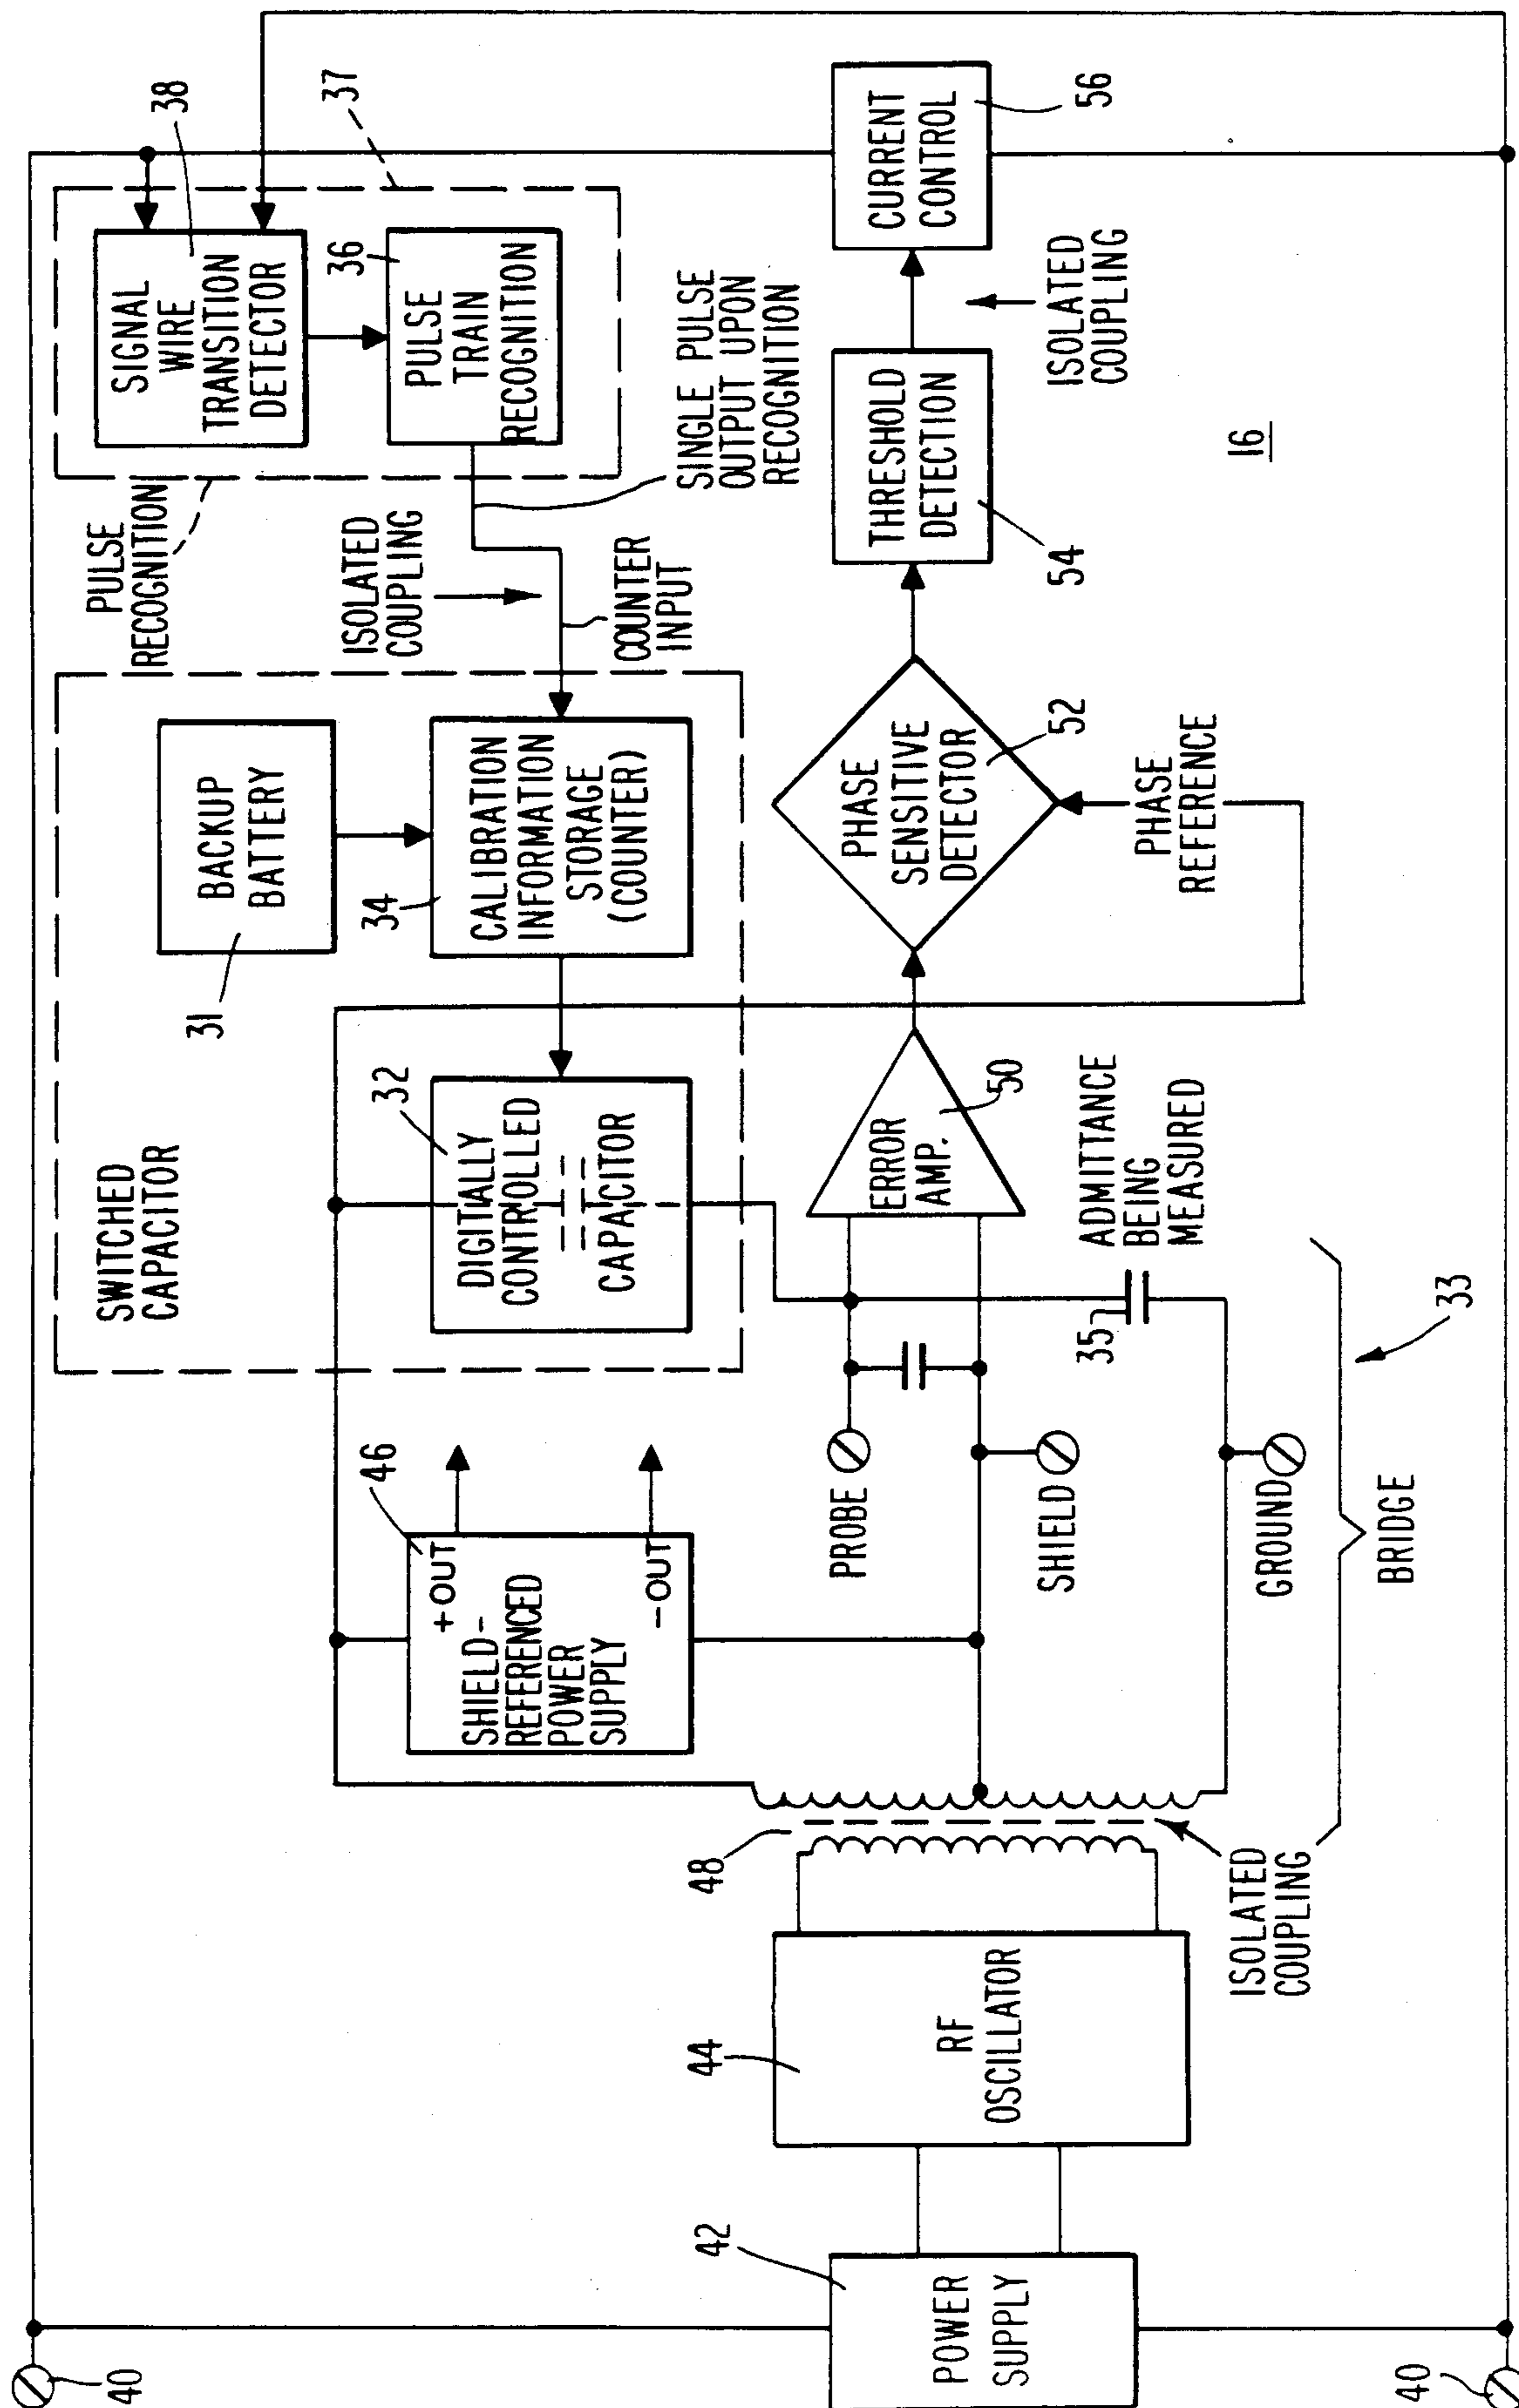 40
40
POWER
SUPPLY
42
RF
OSCILLATOR
44
48
ISOLATED
COUPLING
SHIELD-
REFERENCED
POWER
SUPPLY
+OUT
-OUT
46
PROBE
SHIELD
GROUND
BRIDGE
33
SWITCHED
CAPACITOR
DIGITALLY
CONTROLLED
CAPACITOR
32
35
ADMITTANCE
BEING
MEASURED
ERROR
AMP.
50
BACKUP
BATTERY
31
CALIBRATION
INFORMATION
STORAGE
(COUNTER)
34
PHASE
SENSITIVE
DETECTOR
52
PHASE
REFERENCE
PULSE
RECOGNITION
ISOLATED
COUPLING
COUNTER
INPUT
SIGNAL
WIRE
TRANSITION
DETECTOR
38
PULSE
TRAIN
RECOGNITION
36
37
SINGLE PULSE
OUTPUT UPON
RECOGNITION
THRESHOLD
DETECTION
54
ISOLATED
COUPLING
CURRENT
CONTROL
56
16